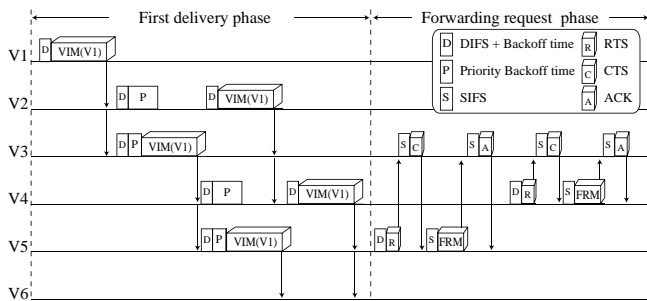 First delivery phase
Forwarding request phase
D DIFS + Backoff time R RTS
P Priority Backoff time C CTS
S SIFS A ACK
V1 D VIM(V1)
V2 D P D VIM(V1)
V3 D P VIM(V1) S C S A S C S A
V4 D P D VIM(V1) D R S FRM
V5 D P VIM(V1) D R S FRM
V6